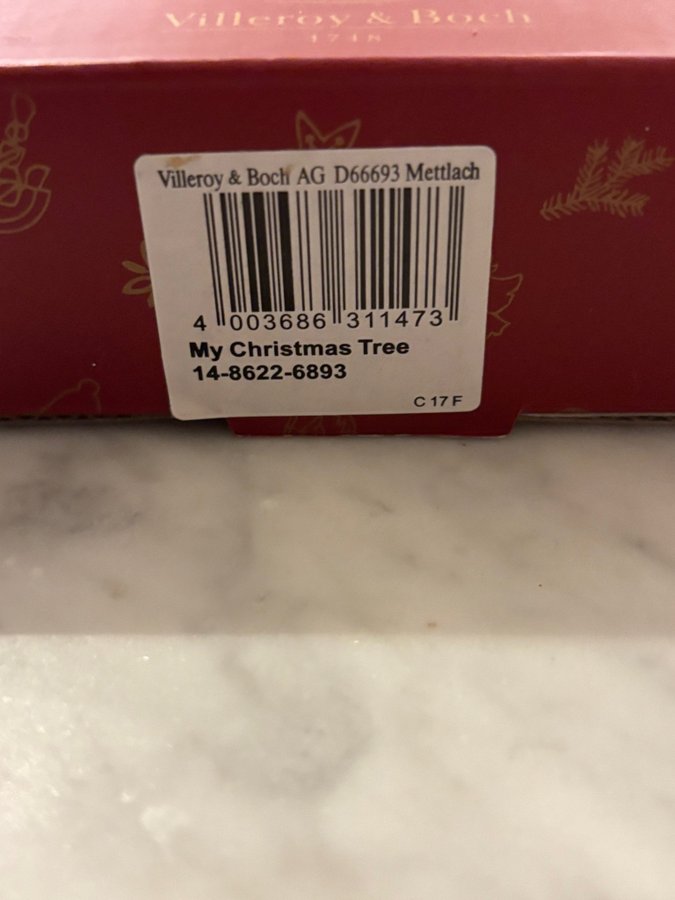 Villeroy & Boch
1748
Villeroy & Boch AG D66693 Mettlach
4 003686 311473
My Christmas Tree
14-8622-6893
C 17 F